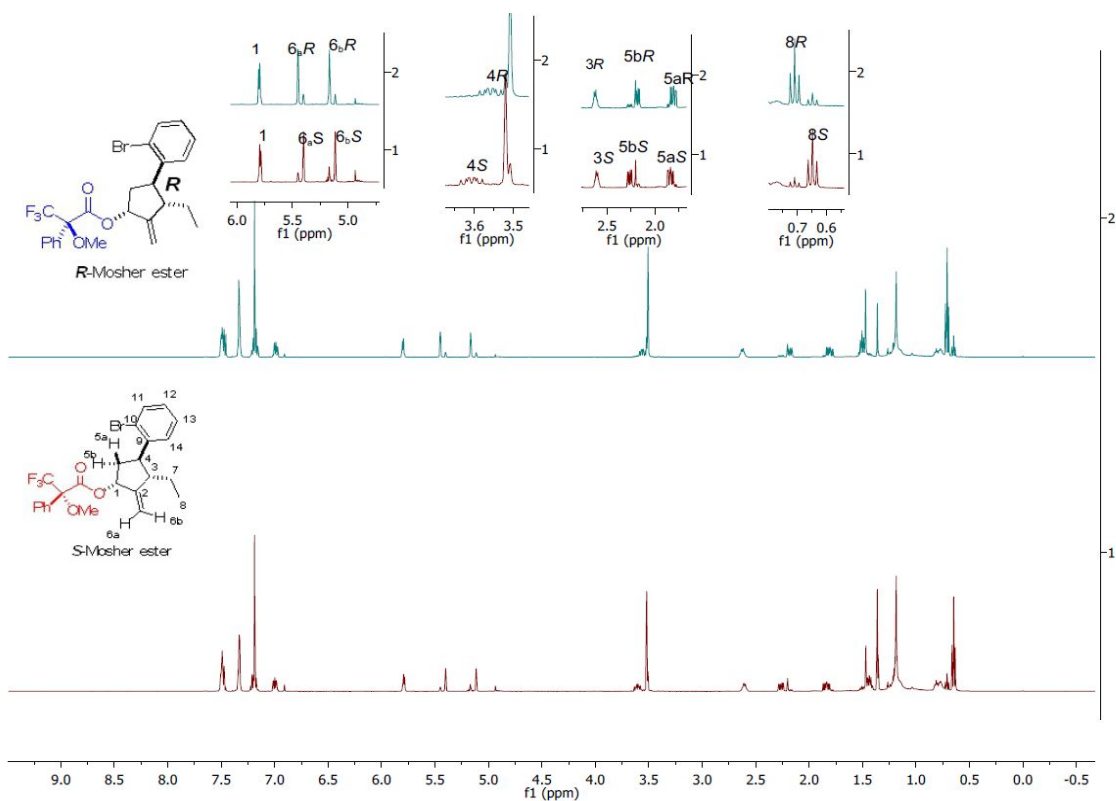 1 6aR 6bR
2
1 6aS 6bS
1
6.0 5.5 5.0
f1 (ppm)
4R
2
4S
1
3.6 3.5
f1 (ppm)
3R 5bR 5aR
2
3S 5bS 5aS
1
2.5 2.0
f1 (ppm)
8R
2
8S
1
0.7 0.6
f1 (ppm)
Br
R
O
F3C
O
Ph OMe
R-Mosher ester
2
11 12
10 13
Br
5a H 9 14
5b H 4 7
3
O
F3C
O 1 2 8
Ph OMe
H H 6b
6a
S-Mosher ester
1
9.0 8.5 8.0 7.5 7.0 6.5 6.0 5.5 5.0 4.5 4.0 3.5 3.0 2.5 2.0 1.5 1.0 0.5 0.0 -0.5
f1 (ppm)